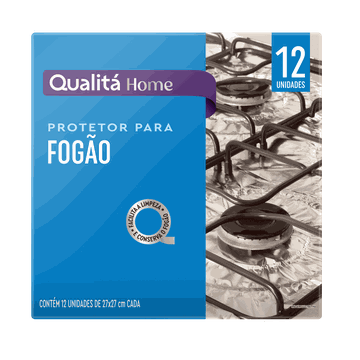 Qualitá Home
12
UNIDADES
PROTETOR PARA
FOGÃO
FACILITA A LIMPEZA
E CONSERVA O FOGÃO
CONTÉM 12 UNIDADES DE 27x27 cm CADA